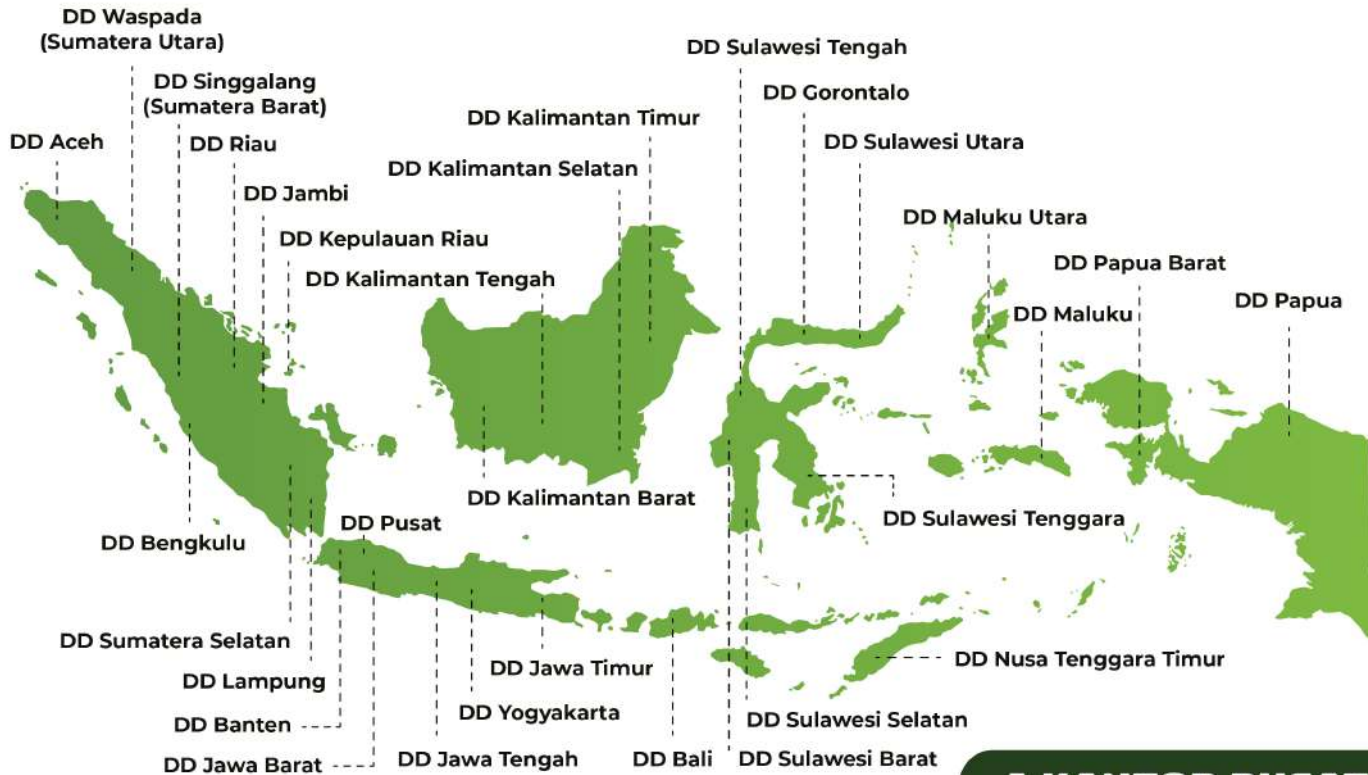 DD Waspada
(Sumatera Utara)
DD Singgalang
(Sumatera Barat)
DD Aceh
DD Riau
DD Jambi
DD Kepulauan Riau
DD Kalimantan Tengah
DD Kalimantan Selatan
DD Kalimantan Timur
DD Sulawesi Tengah
DD Gorontalo
DD Sulawesi Utara
DD Maluku Utara
DD Papua Barat
DD Maluku
DD Papua
DD Kalimantan Barat
DD Sulawesi Tenggara
DD Pusat
DD Bengkulu
DD Sumatera Selatan
DD Lampung
DD Banten
DD Jawa Barat
DD Jawa Tengah
DD Yogyakarta
DD Jawa Timur
DD Bali
DD Nusa Tenggara Timur
DD Sulawesi Selatan
DD Sulawesi Barat